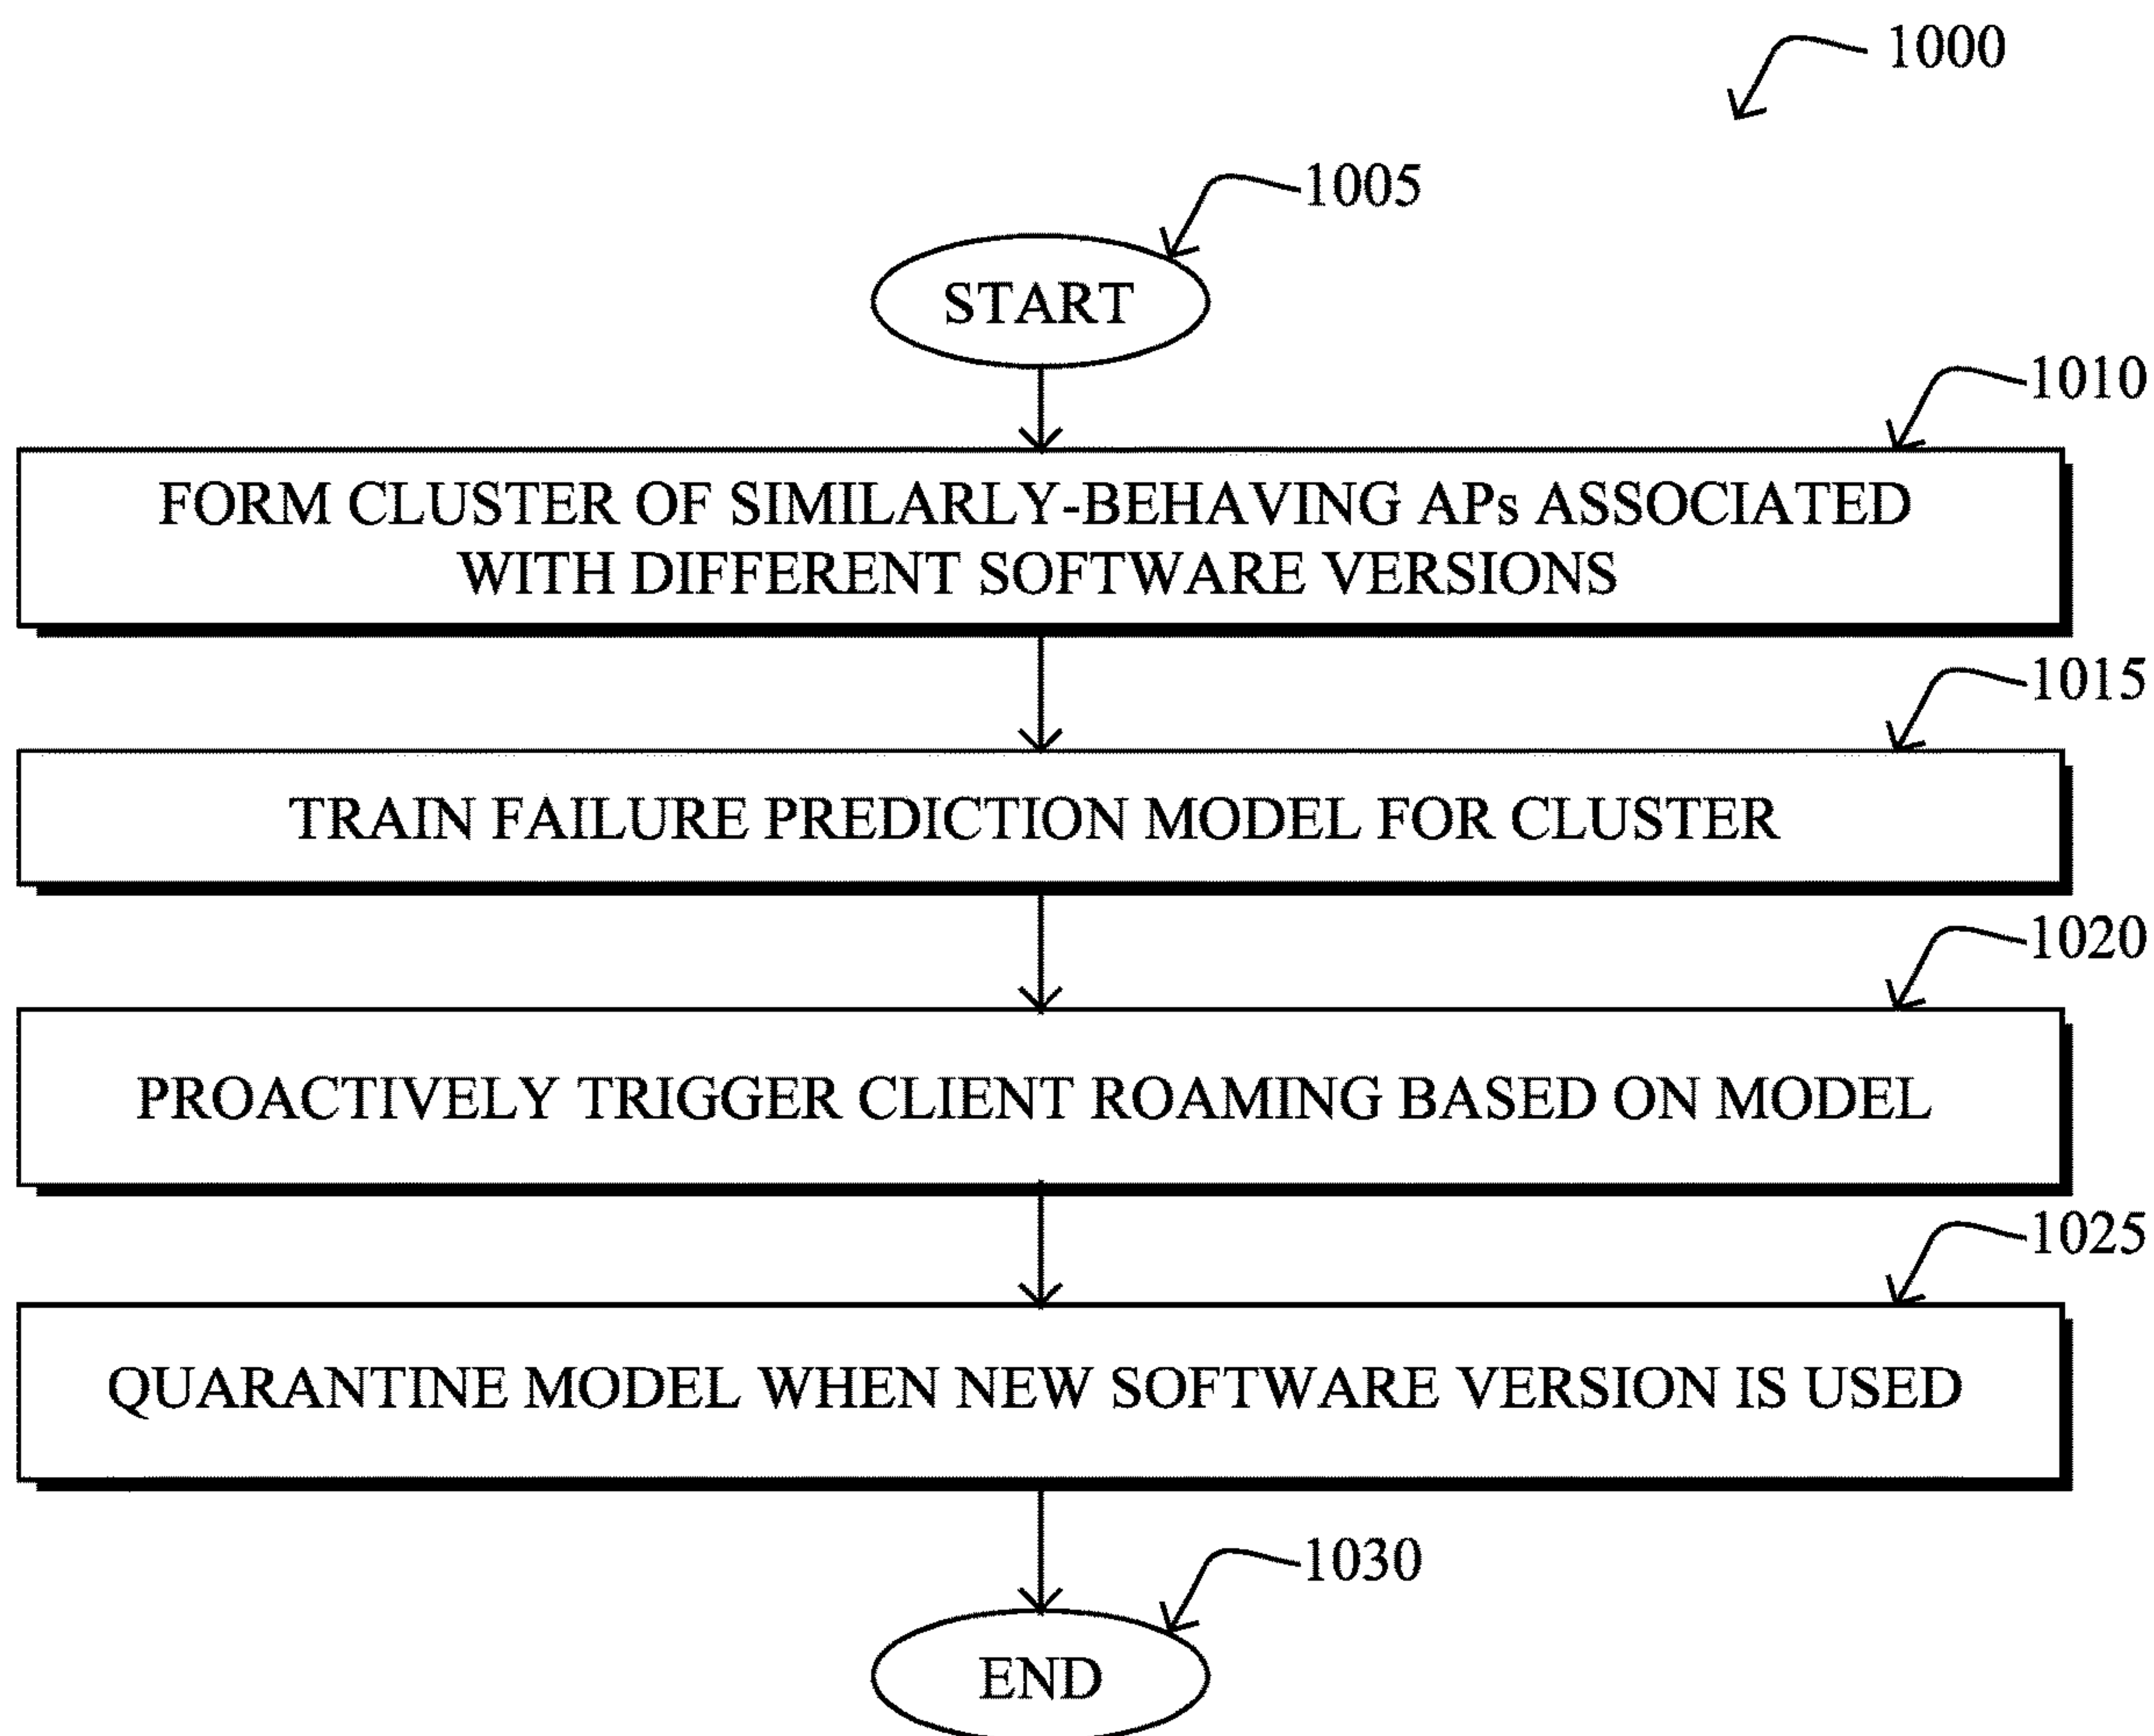 1000
1005
START
1010
FORM CLUSTER OF SIMILARLY-BEHAVING APs ASSOCIATED
WITH DIFFERENT SOFTWARE VERSIONS
1015
TRAIN FAILURE PREDICTION MODEL FOR CLUSTER
1020
PROACTIVELY TRIGGER CLIENT ROAMING BASED ON MODEL
1025
QUARANTINE MODEL WHEN NEW SOFTWARE VERSION IS USED
1030
END